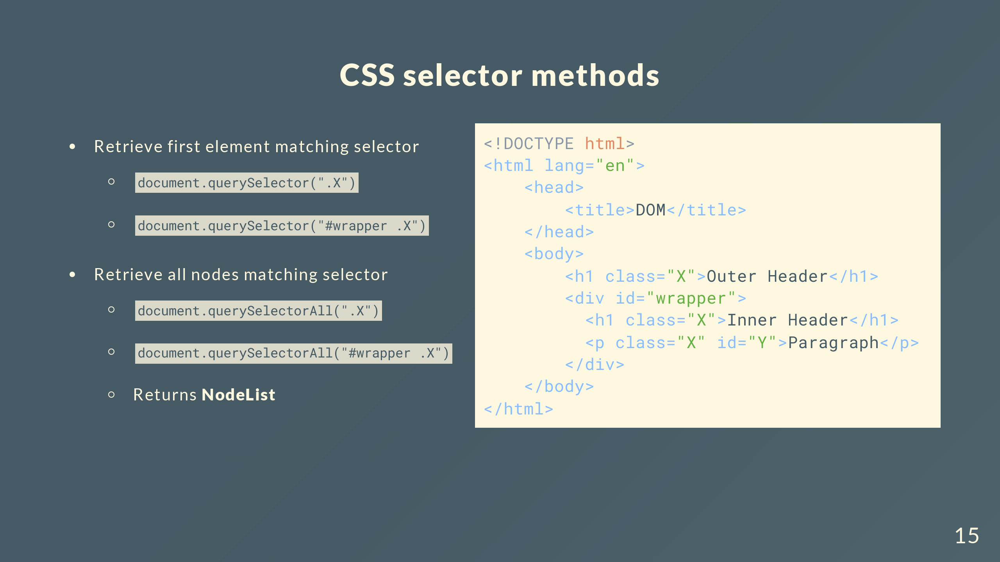 CSS selector methods
Retrieve first element matching selector
document.querySelector(".X")
document.querySelector("#wrapper .X")
Retrieve all nodes matching selector
document.querySelectorAll(".X")
document.querySelectorAll("#wrapper .X")
Returns NodeList
<!DOCTYPE html>
<html lang="en">
    <head>
        <title>DOM</title>
    </head>
    <body>
        <h1 class="X">Outer Header</h1>
        <div id="wrapper">
          <h1 class="X">Inner Header</h1>
          <p class="X" id="Y">Paragraph</p>
        </div>
    </body>
</html>
15